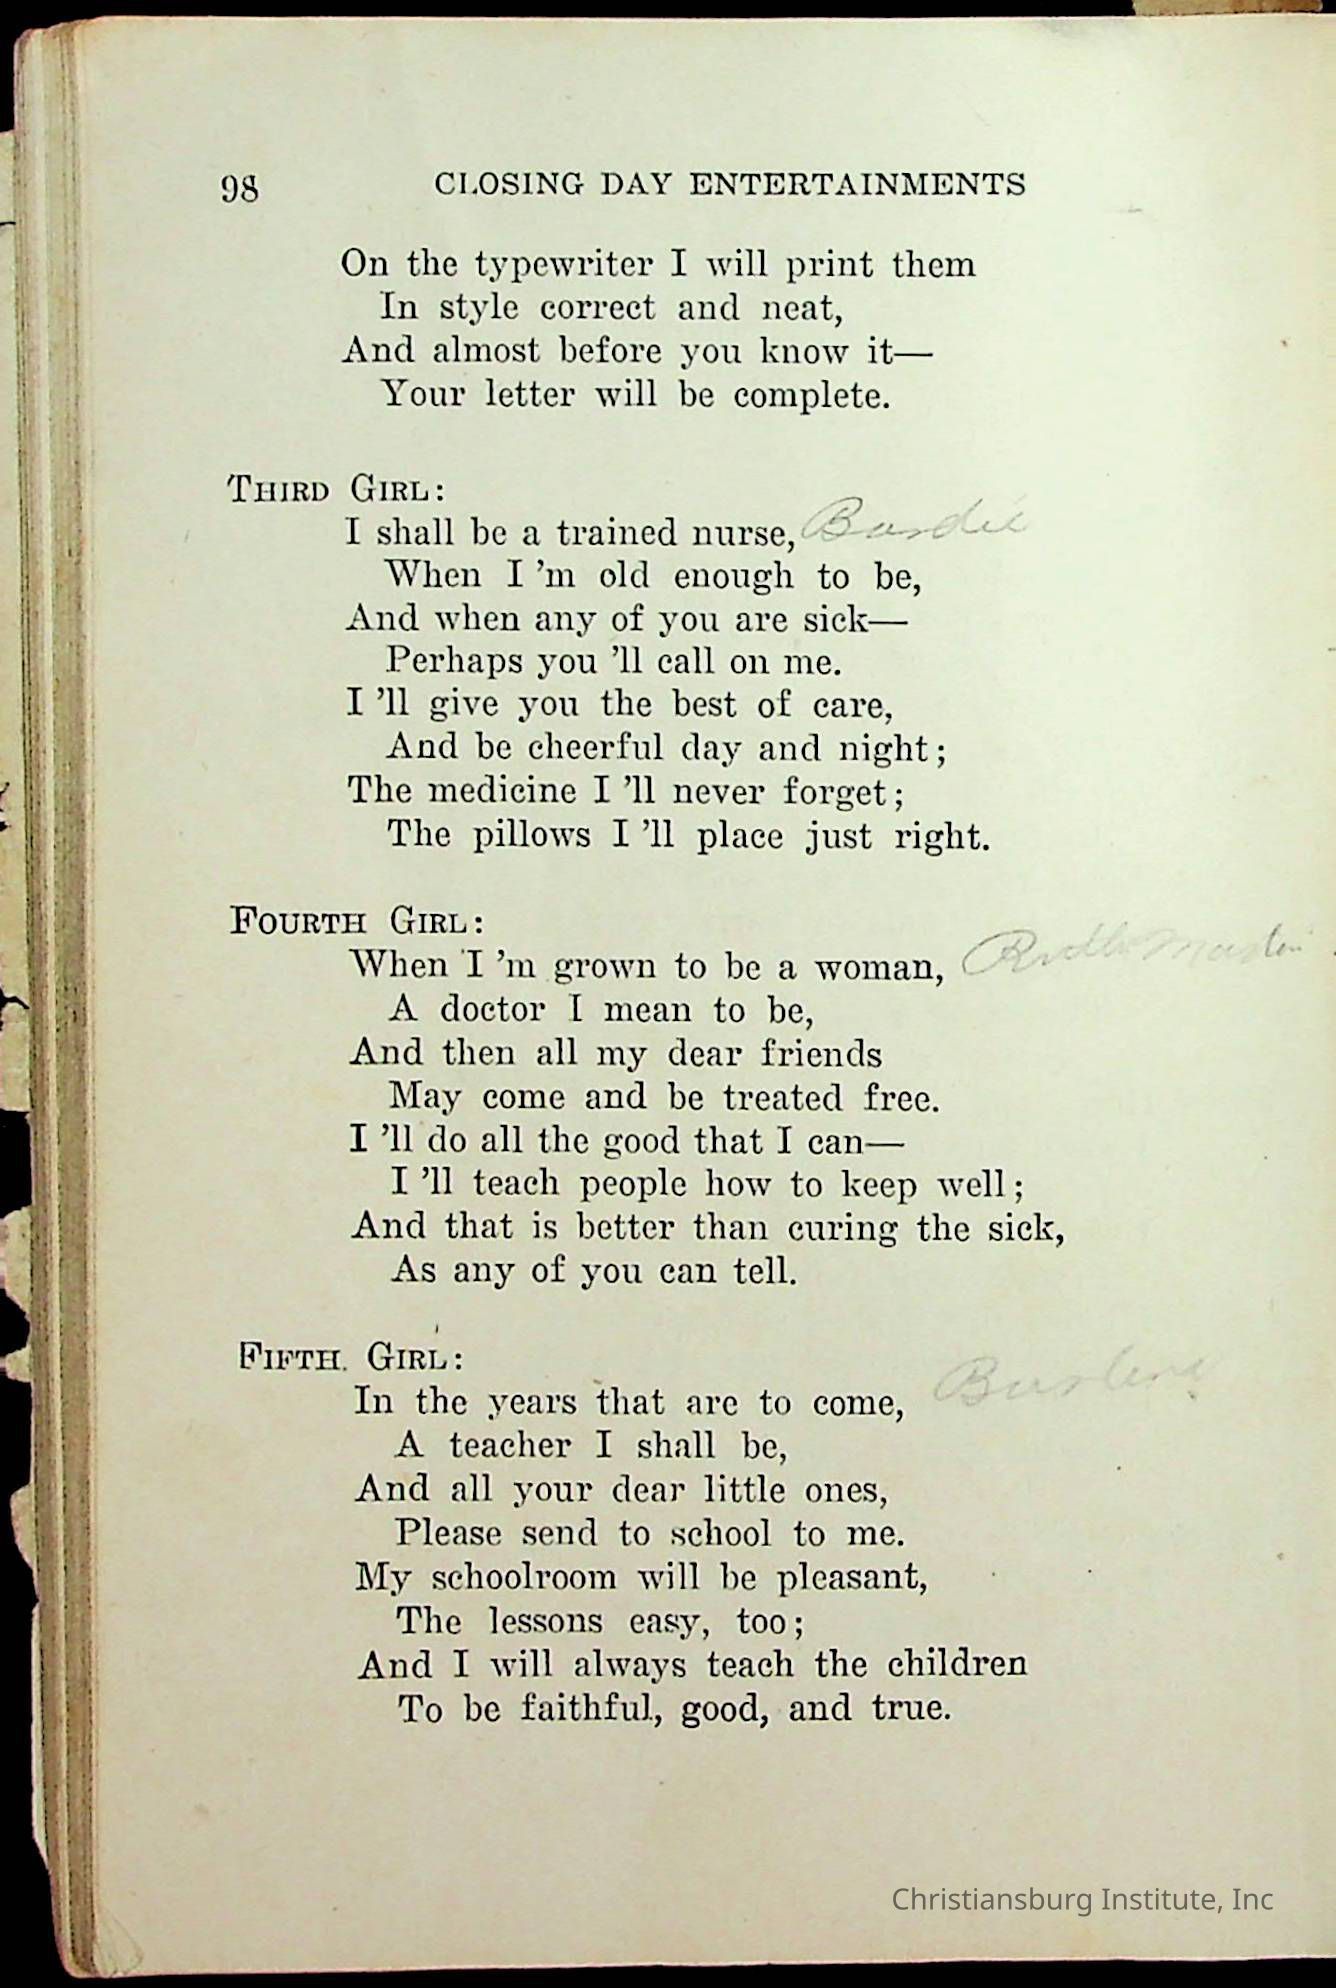 98 CLOSING DAY ENTERTAINMENTS
On the typewriter I will print them
In style correct and neat,
And almost before you know it—
Your letter will be complete.
THIRD GIRL:
I shall be a trained nurse,
When I 'm old enough to be,
And when any of you are sick—
Perhaps you 'll call on me.
I 'll give you the best of care,
And be cheerful day and night;
The medicine I 'll never forget;
The pillows I 'll place just right.
FOURTH GIRL:
When I 'm grown to be a woman, Ruth
A doctor I mean to be,
And then all my dear friends
May come and be treated free.
I 'll do all the good that I can—
I 'll teach people how to keep well;
And that is better than curing the sick,
As any of you can tell.
FIFTH GIRL:
In the years that are to come,
A teacher I shall be,
And all your dear little ones,
Please send to school to me.
My schoolroom will be pleasant,
The lessons easy, too;
And I will always teach the children
To be faithful, good, and true.
Christiansburg Institute, Inc